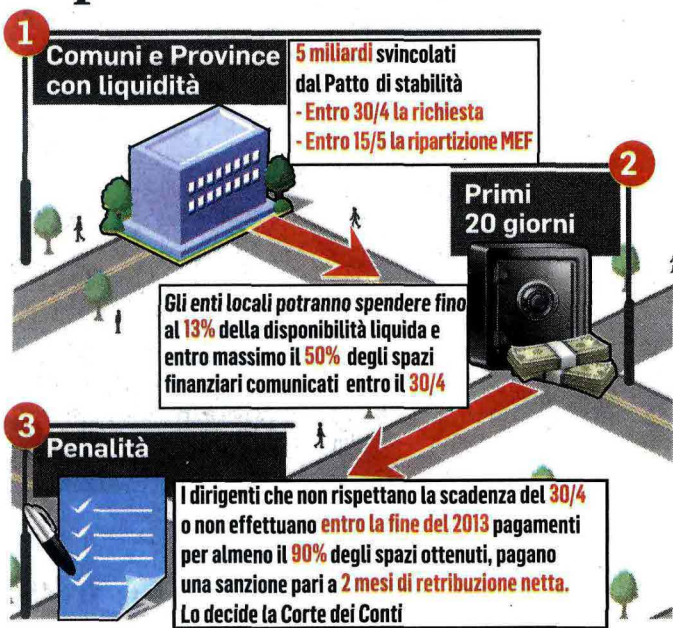 1
Comuni e Province
con liquidità
5 miliardi svincolati
dal Patto di stabilità
- Entro 30/4 la richiesta
- Entro 15/5 la ripartizione MEF
2
Primi
20 giorni
Gli enti locali potranno spendere fino
al 13% della disponibilità liquida e
entro massimo il 50% degli spazi
finanziari comunicati entro il 30/4
3
Penalità
I dirigenti che non rispettano la scadenza del 30/4
o non effettuano entro la fine del 2013 pagamenti
per almeno il 90% degli spazi ottenuti, pagano
una sanzione pari a 2 mesi di retribuzione netta.
Lo decide la Corte dei Conti